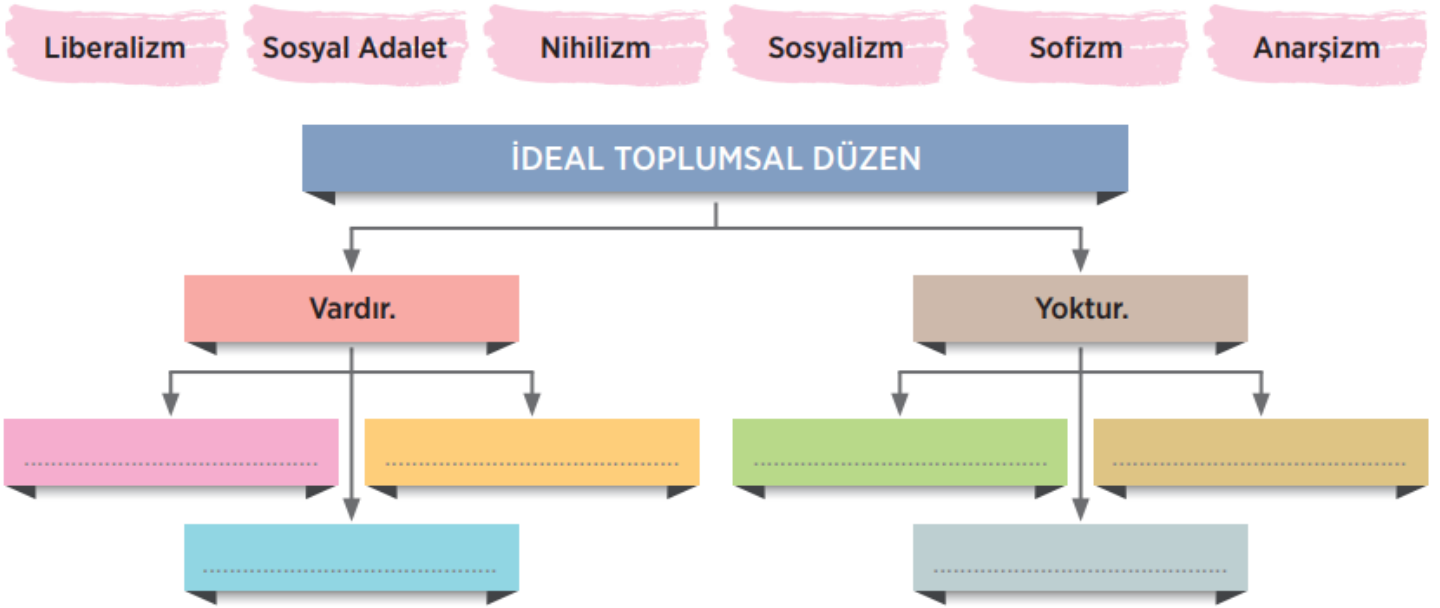 Liberalizm
Sosyal Adalet
Nihilizm
Sosyalizm
Sofizm
Anarşizm
İDEAL TOPLUMSAL DÜZEN
Vardır.
Yoktur.